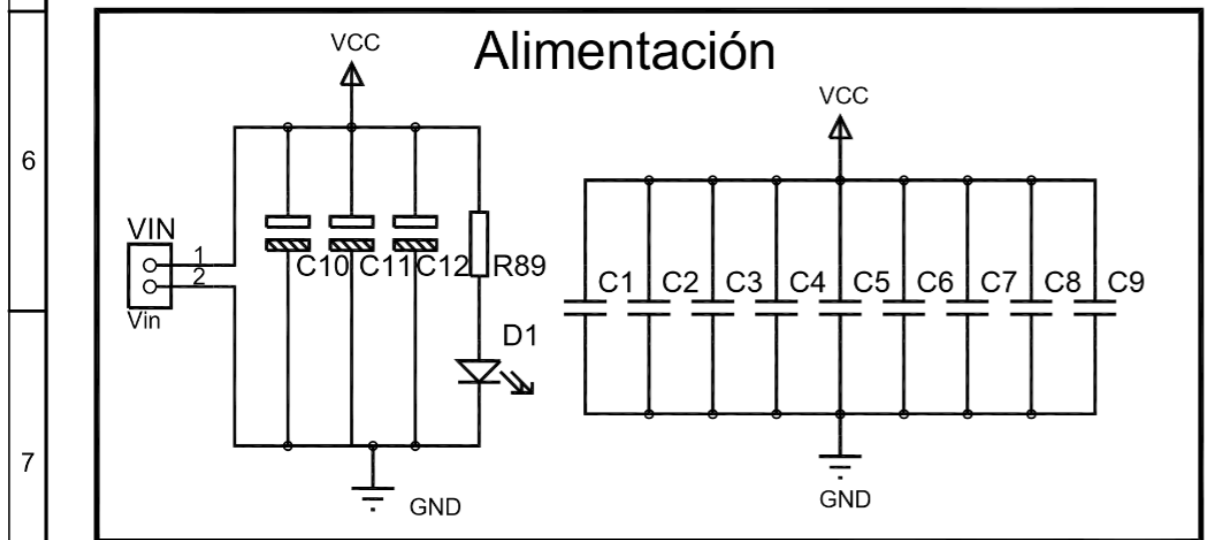 Alimentación
6
7
VCC
VIN
1
2
Vin
C10 C11 C12 R89
D1
GND
VCC
C1 C2 C3 C4 C5 C6 C7 C8 C9
GND